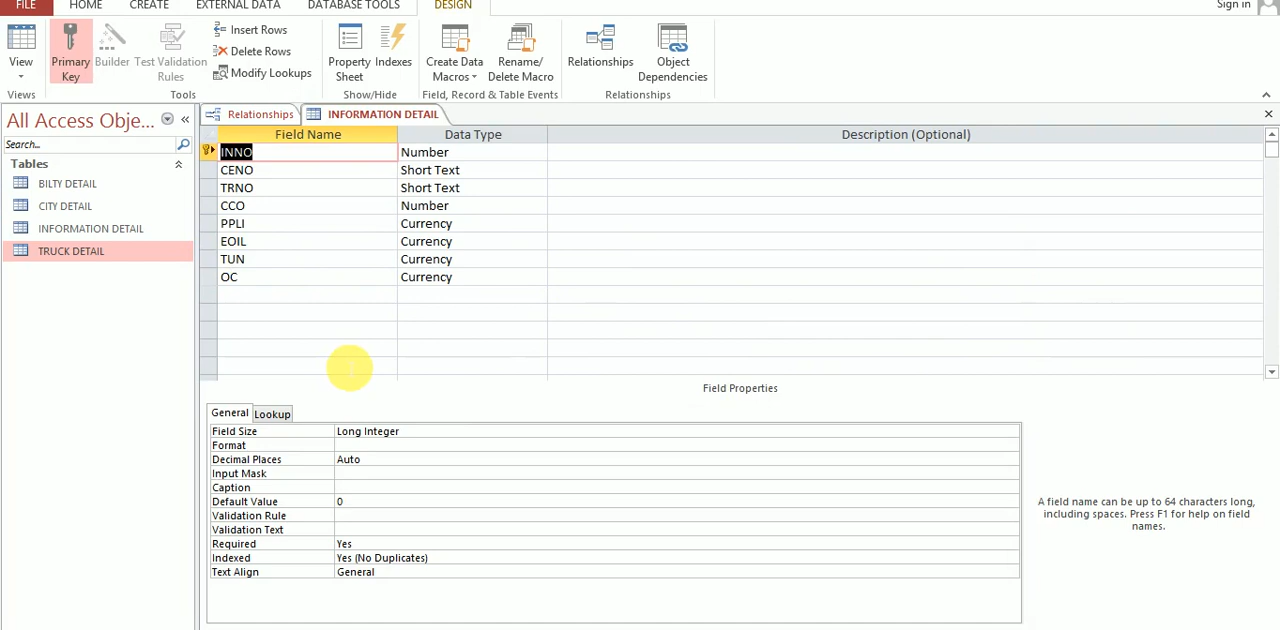 FILE HOME CREATE EXTERNAL DATA DATABASE TOOLS DESIGN Sign in
View
Primary Key
Builder
Test Validation Rules
Insert Rows
Delete Rows
Modify Lookups
Property Sheet
Indexes
Create Data Macros
Rename/ Delete Macro
Relationships
Object Dependencies
Views Tools Show/Hide Field, Record & Table Events Relationships
All Access Obje...
Search...
Tables
BILTY DETAIL
CITY DETAIL
INFORMATION DETAIL
TRUCK DETAIL
Relationships INFORMATION DETAIL
Field Name Data Type Description (Optional)
INNO Number
CENO Short Text
TRNO Short Text
CCO Number
PPLI Currency
EOIL Currency
TUN Currency
OC Currency
Field Properties
General Lookup
Field Size Long Integer
Format
Decimal Places Auto
Input Mask
Caption
Default Value 0
Validation Rule
Validation Text
Required Yes
Indexed Yes (No Duplicates)
Text Align General
A field name can be up to 64 characters long,
including spaces. Press F1 for help on field
names.